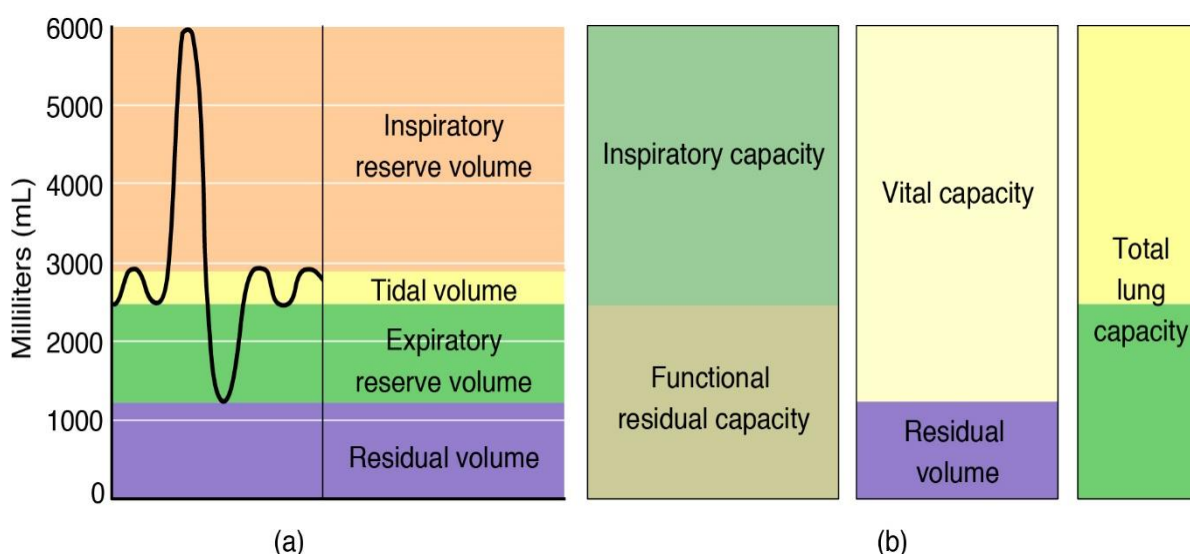 6000
5000
4000
3000
2000
1000
0
Milliliters (mL)
Inspiratory
reserve volume
Tidal volume
Expiratory
reserve volume
Residual volume
(a)
Inspiratory capacity
Functional
residual capacity
Vital capacity
Residual
volume
Total
lung
capacity
(b)